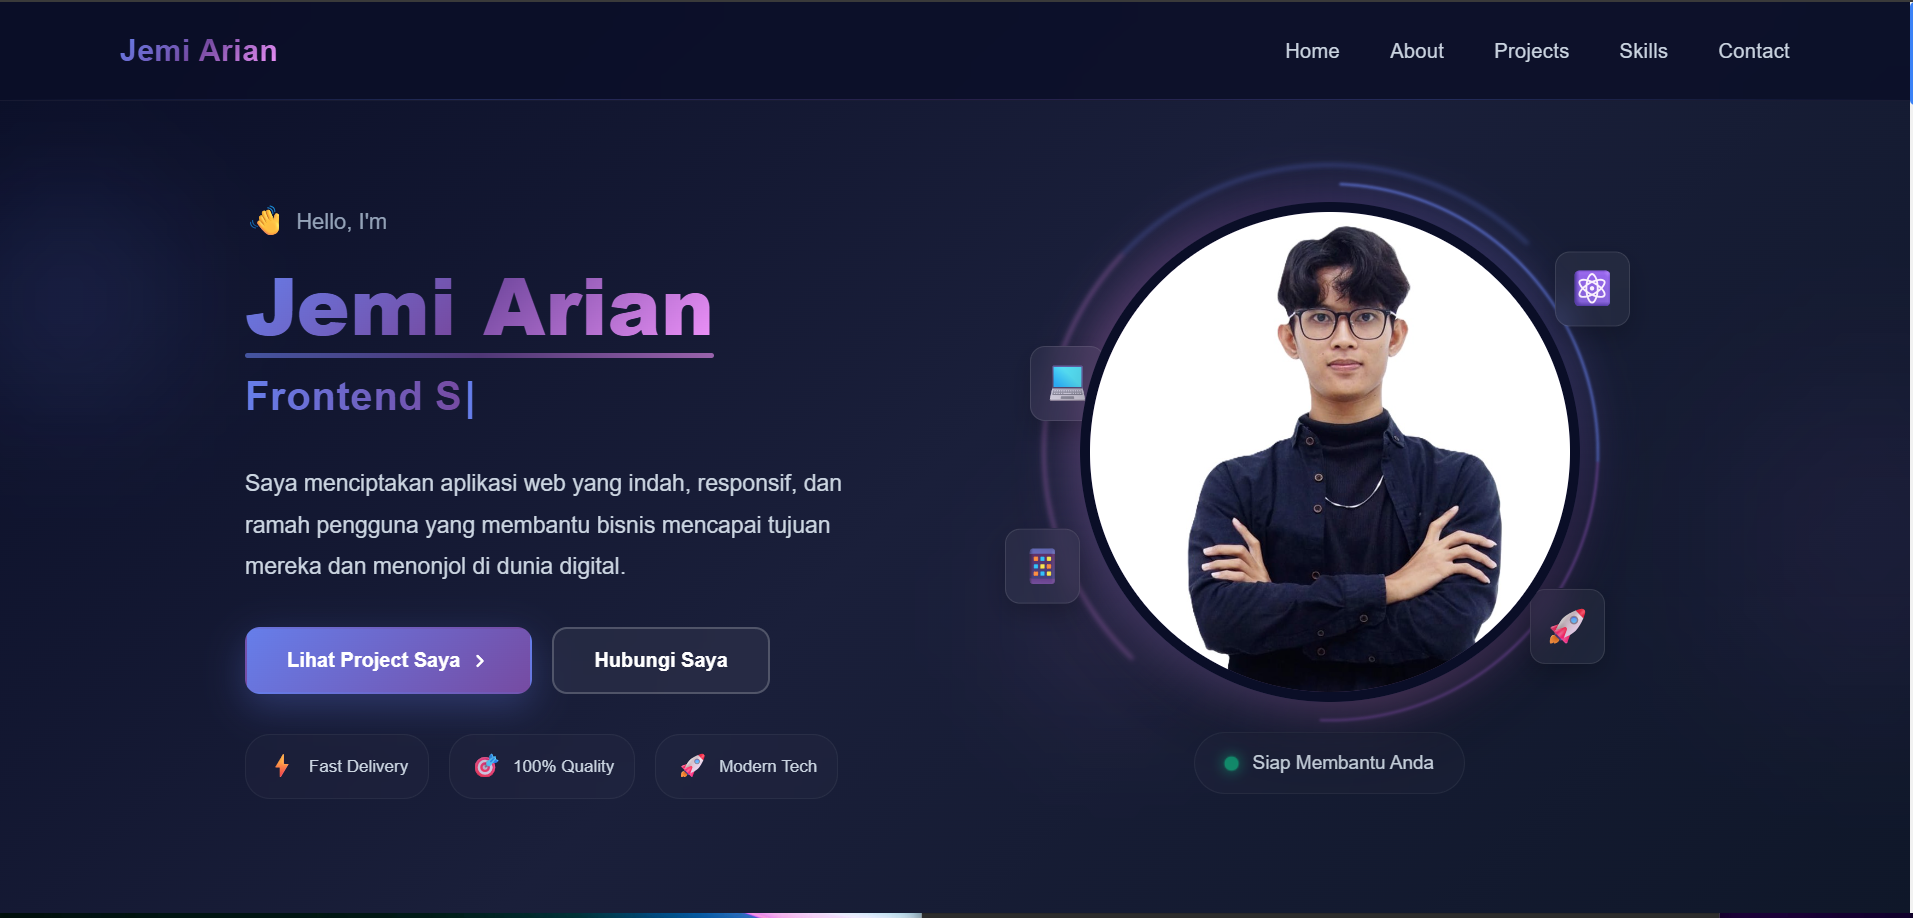 Jemi Arian
Home
About
Projects
Skills
Contact
Hello, I'm
Jemi Arian
Frontend S|
Saya menciptakan aplikasi web yang indah, responsif, dan
ramah pengguna yang membantu bisnis mencapai tujuan
mereka dan menonjol di dunia digital.
Lihat Project Saya
Hubungi Saya
Fast Delivery
100% Quality
Modern Tech
Siap Membantu Anda